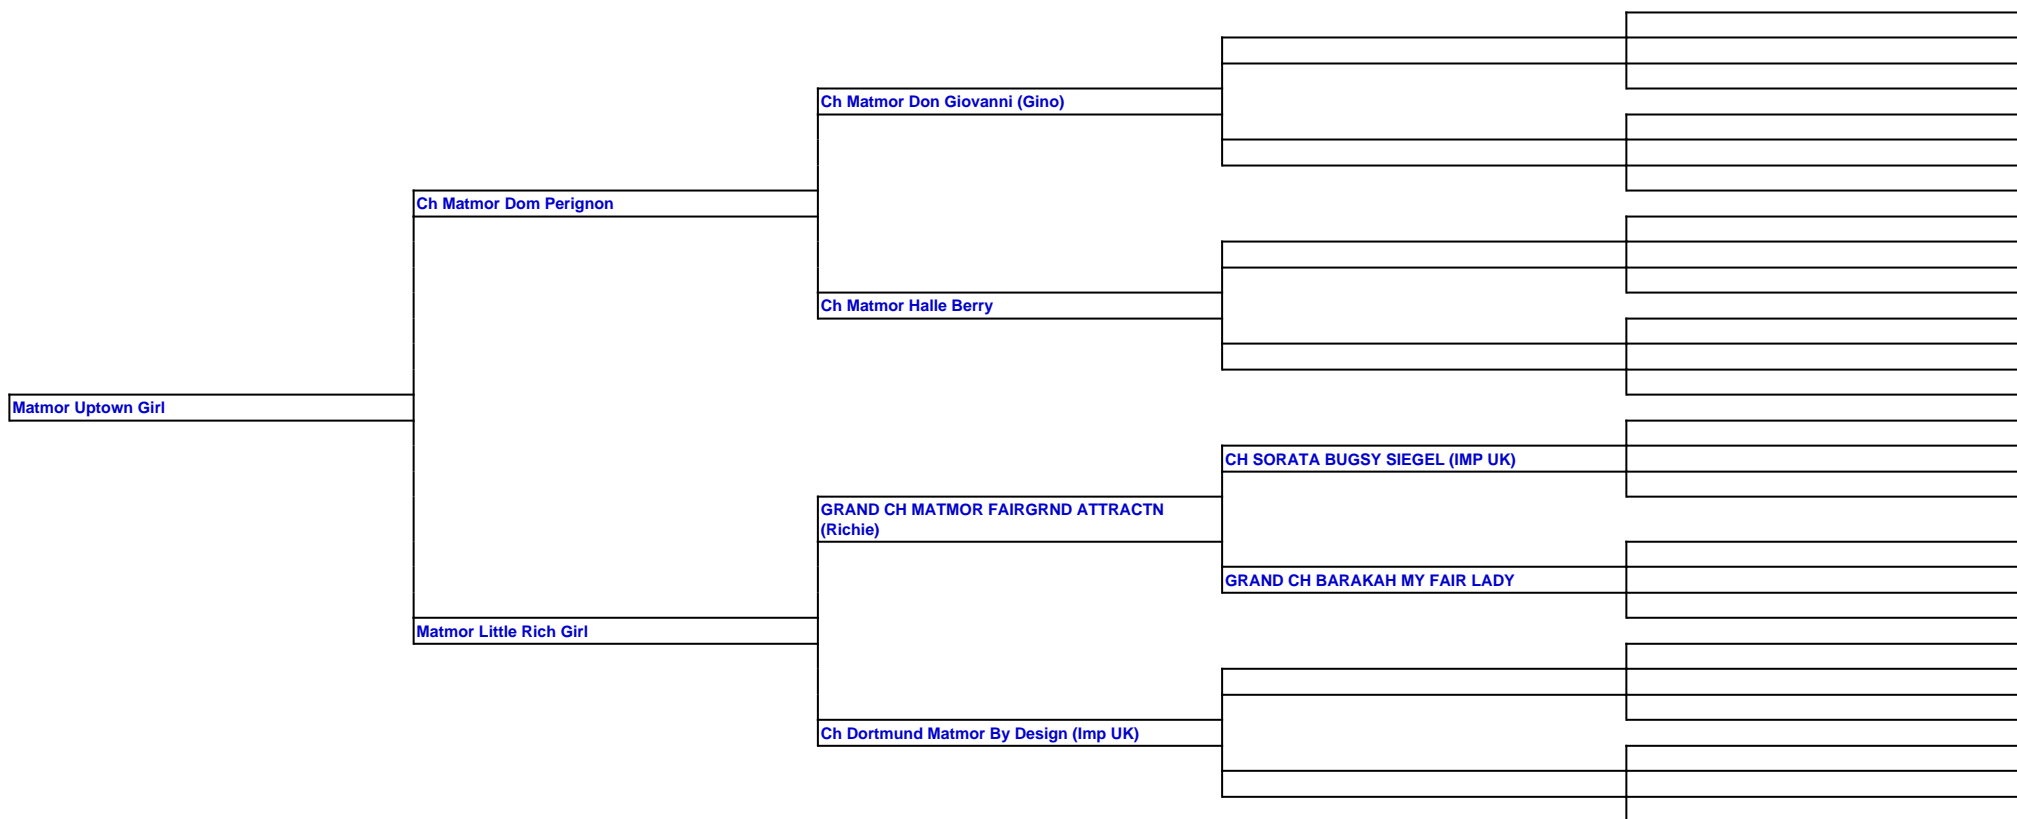 Ch Matmor Don Giovanni (Gino)
Ch Matmor Dom Perignon
Ch Matmor Halle Berry
Matmor Uptown Girl
CH SORATA BUGSY SIEGEL (IMP UK)
GRAND CH MATMOR FAIRGRND ATTRACTN
(Richie)
GRAND CH BARAKAH MY FAIR LADY
Matmor Little Rich Girl
Ch Dortmund Matmor By Design (Imp UK)